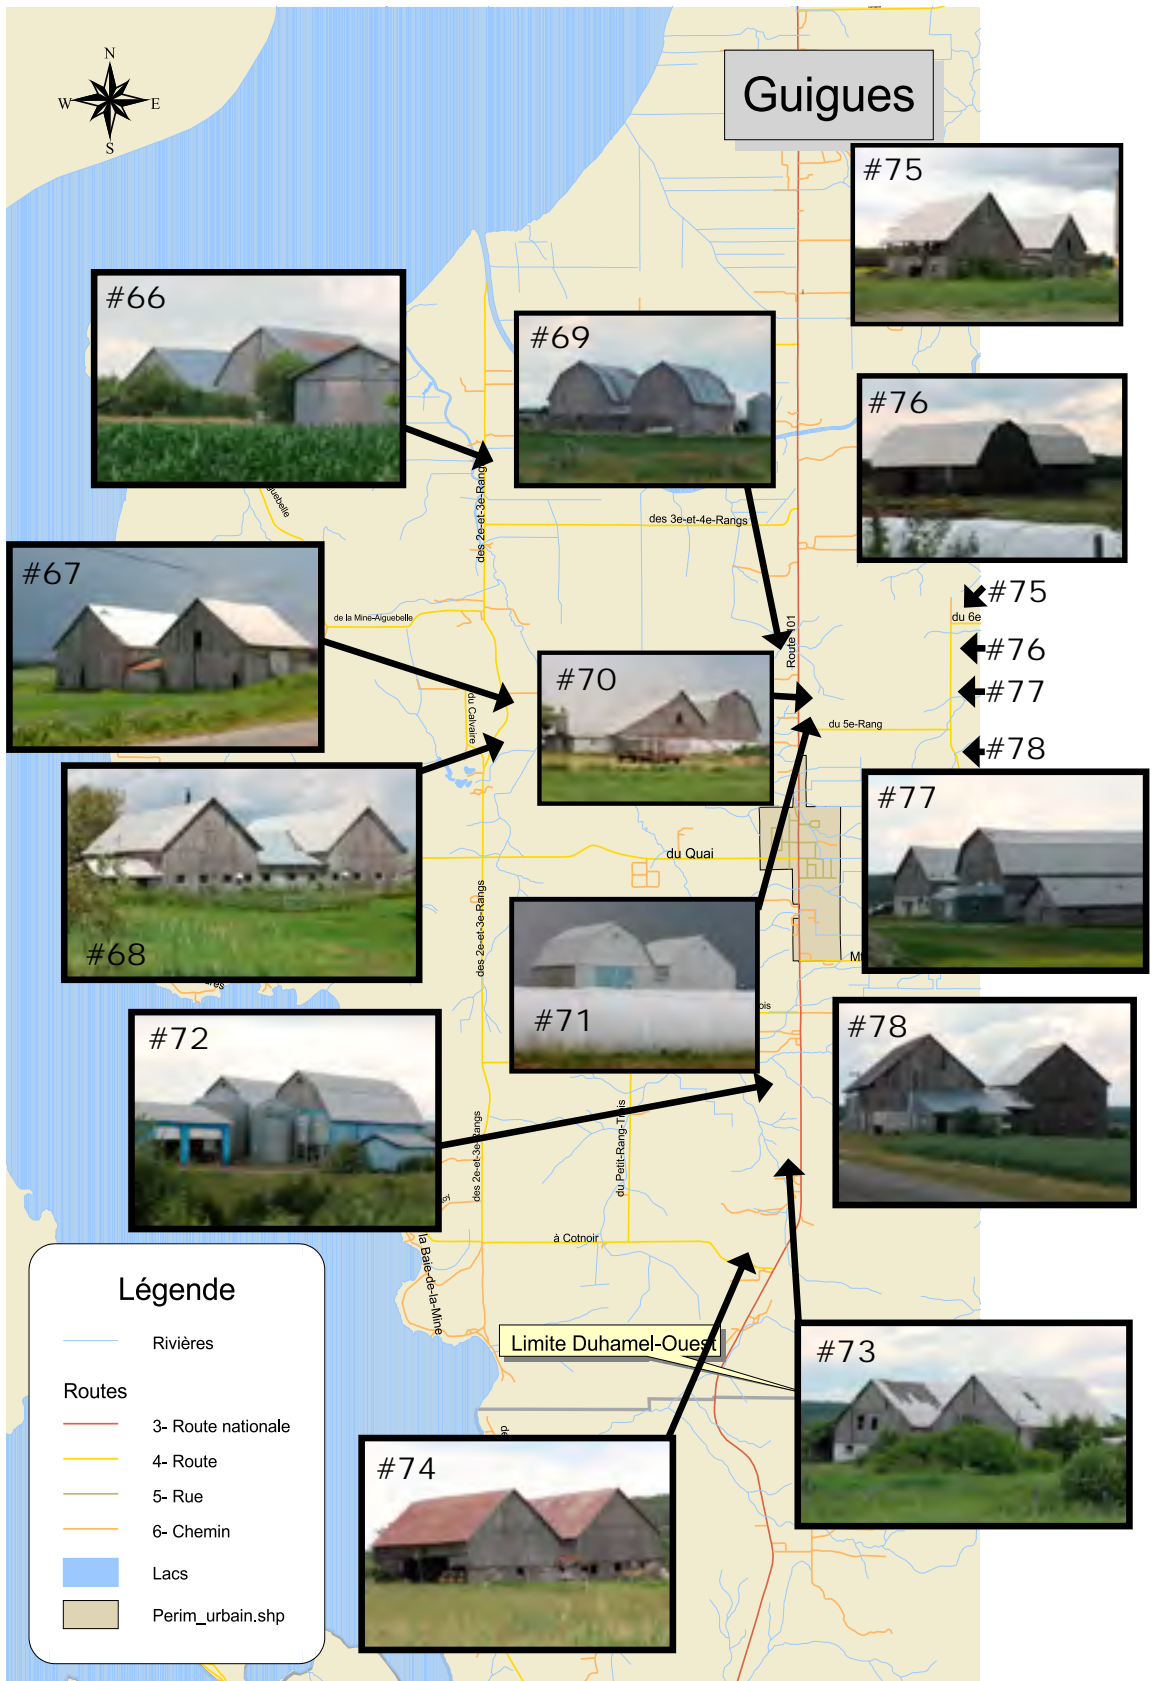 N
W E
S
Guigues
#75
#66
#69
#76
des 2e-et-3e-Rangs
des 3e-et-4e-Rangs
#67
#75
de la Mine-Aiguebelle
du 6e
Route 101
#76
#70
#77
du Calvaire
du 5e-Rang
#78
#77
du Quai
#68
des 2e-et-3e-Rangs
#71
#72
#78
des 2e-et-3e-Rangs
du Petit-Rang-Trois
à Cotnoir
la Baie-de-la-Mine
Limite Duhamel-Ouest
#73
#74
Légende
Rivières
Routes
3- Route nationale
4- Route
5- Rue
6- Chemin
Lacs
Perim_urbain.shp